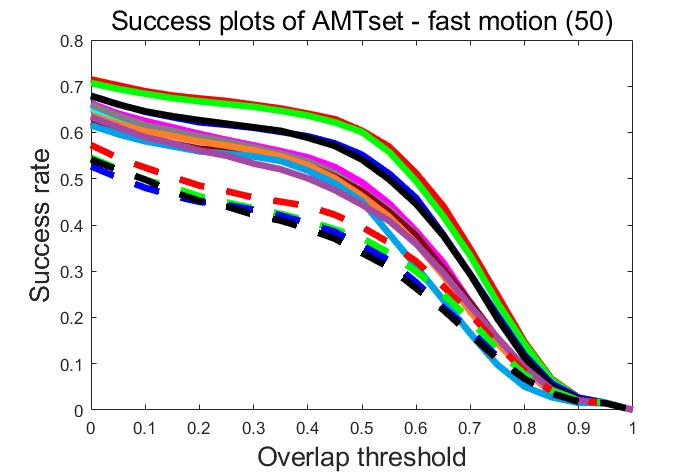 Success plots of AMTset - fast motion (50)
0.8
0.7
0.6
0.5
0.4
0.3
0.2
0.1
0
Success rate
0 0.1 0.2 0.3 0.4 0.5 0.6 0.7 0.8 0.9 1
Overlap threshold